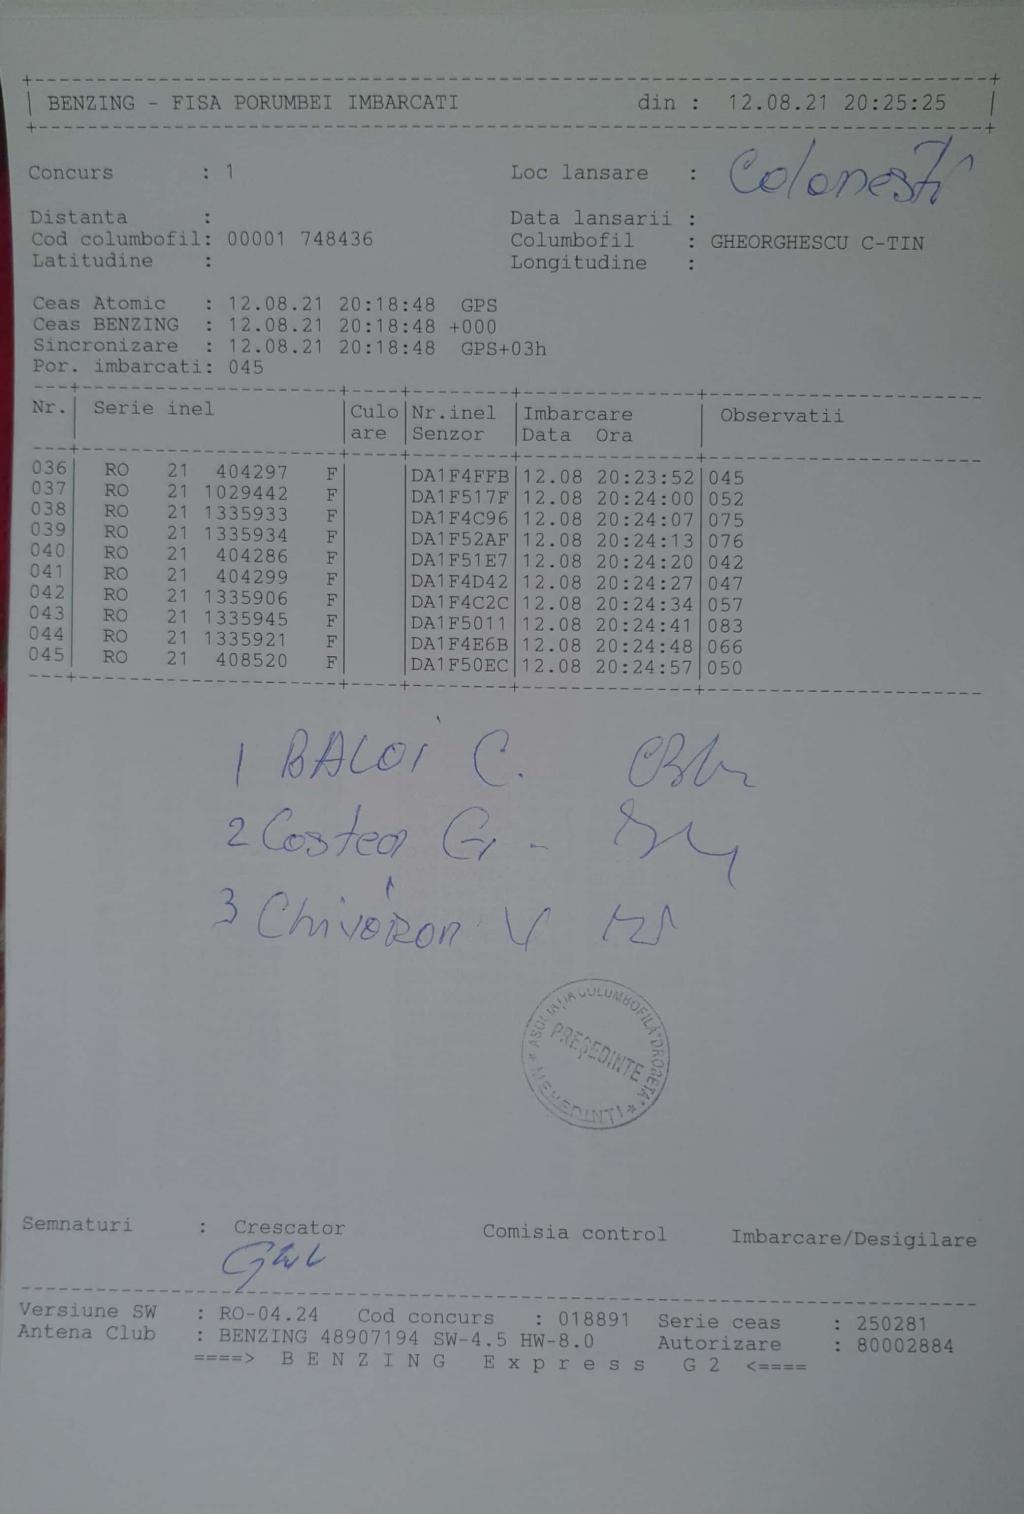 BENZING - FISA PORUMBEI IMBARCATI din : 12.08.21 20:25:25
Concurs : 1 Loc lansare : Colonesti
Distanta : Data lansarii :
Cod columbofil: 00001 748436 Columbofil : GHEORGHESCU C-TIN
Latitudine : Longitudine :
Ceas Atomic : 12.08.21 20:18:48 GPS
Ceas BENZING : 12.08.21 20:18:48 +000
Sincronizare : 12.08.21 20:18:48 GPS+03h
Por. imbarcati: 045
Nr. Serie inel Culo Nr.inel Imbarcare Observatii
are Senzor Data Ora
036 RO 21 404297 F DA1F4FFB 12.08 20:23:52 045
037 RO 21 1029442 F DA1F517F 12.08 20:24:00 052
038 RO 21 1335933 F DA1F4C96 12.08 20:24:07 075
039 RO 21 1335934 F DA1F52AF 12.08 20:24:13 076
040 RO 21 404286 F DA1F51E7 12.08 20:24:20 042
041 RO 21 404299 F DA1F4D42 12.08 20:24:27 047
042 RO 21 1335906 F DA1F4C2C 12.08 20:24:34 057
043 RO 21 1335945 F DA1F5011 12.08 20:24:41 083
044 RO 21 1335921 F DA1F4E6B 12.08 20:24:48 066
045 RO 21 408520 F DA1F50EC 12.08 20:24:57 050
1 BALOI C.
2 Costea G -
3 V
ASOCIAȚIA COLUMBOFILĂ "DROBETA"
PREȘEDINTE
* MEHEDINTI *
Semnaturi : Crescator Comisia control Imbarcare/Desigilare
Versiune SW : RO-04.24 Cod concurs : 018891 Serie ceas : 250281
Antena Club : BENZING 48907194 SW-4.5 HW-8.0 Autorizare : 80002884
====> B E N Z I N G E x p r e s s G 2 <====